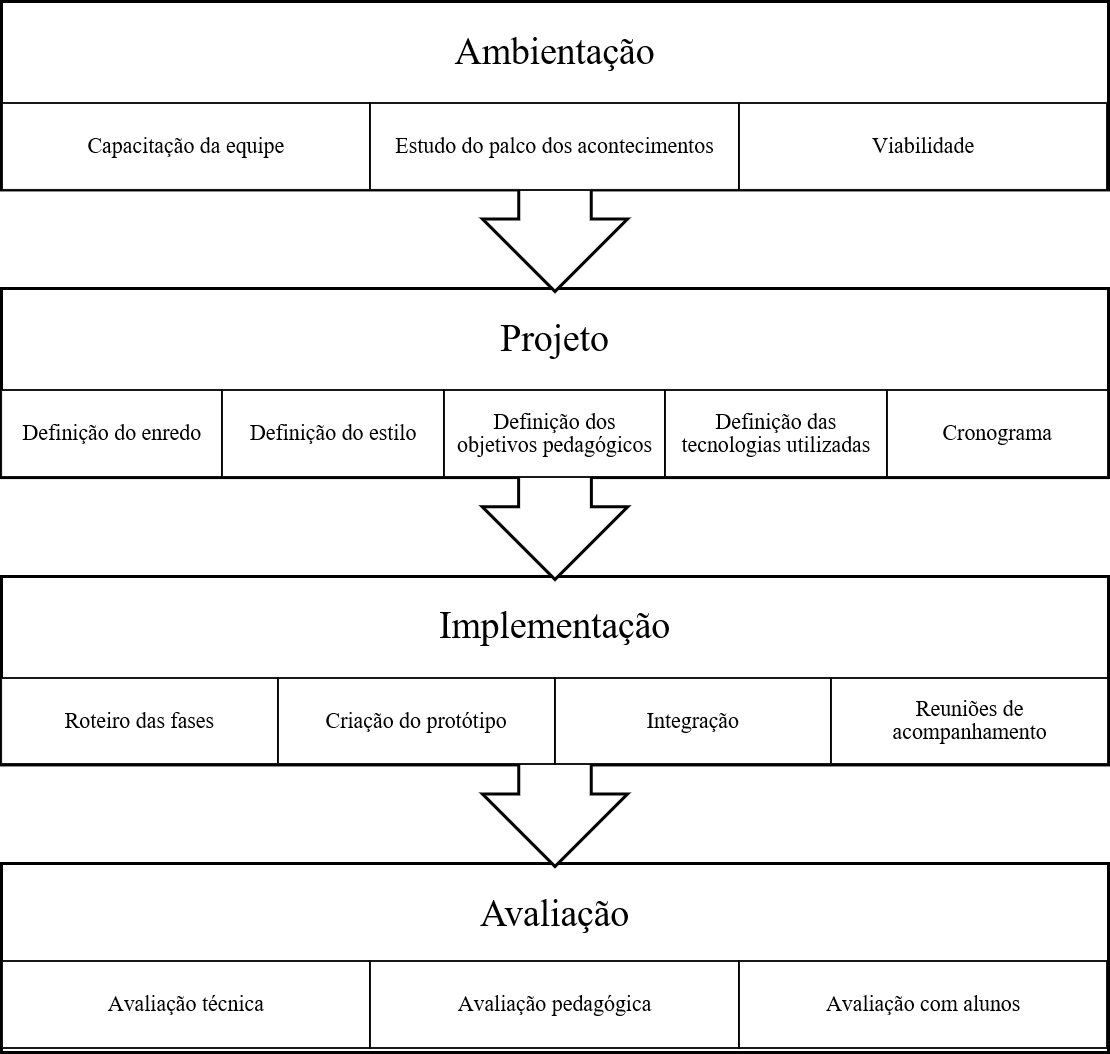 Ambientação
Capacitação da equipe
Estudo do palco dos acontecimentos
Viabilidade
Projeto
Definição do enredo
Definição do estilo
Definição dos
objetivos pedagógicos
Definição das
tecnologias utilizadas
Cronograma
Implementação
Roteiro das fases
Criação do protótipo
Integração
Reuniões de
acompanhamento
Avaliação
Avaliação técnica
Avaliação pedagógica
Avaliação com alunos